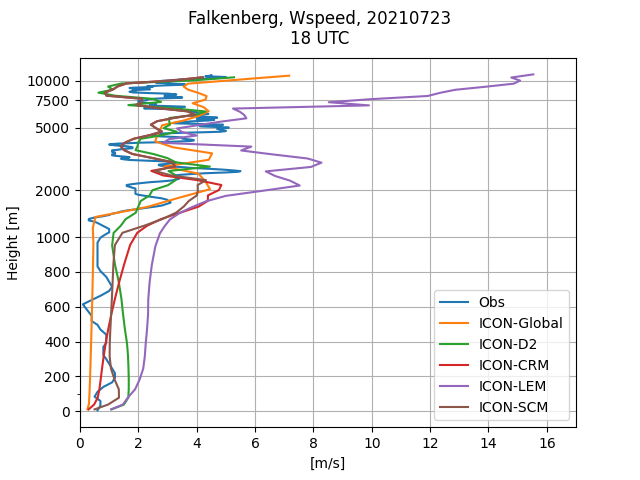 Falkenberg, Wspeed, 20210723
18 UTC
Height [m]
10000
7500
5000
2000
1000
800
600
400
200
0
Obs
ICON-Global
ICON-D2
ICON-CRM
ICON-LEM
ICON-SCM
0 2 4 6 8 10 12 14 16
[m/s]